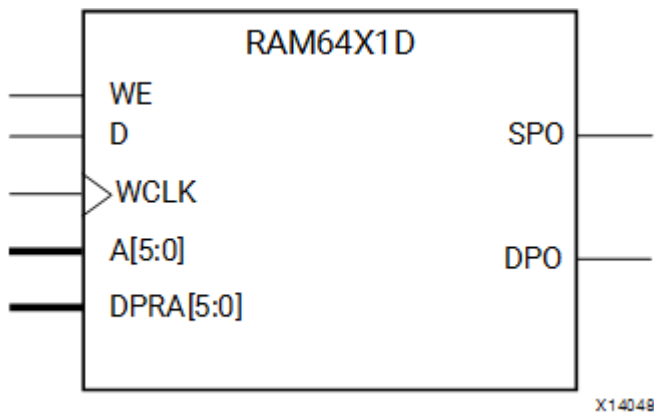 RAM64X1D
WE
D
SPO
WCLK
A[5:0]
DPO
DPRA[5:0]
X14049